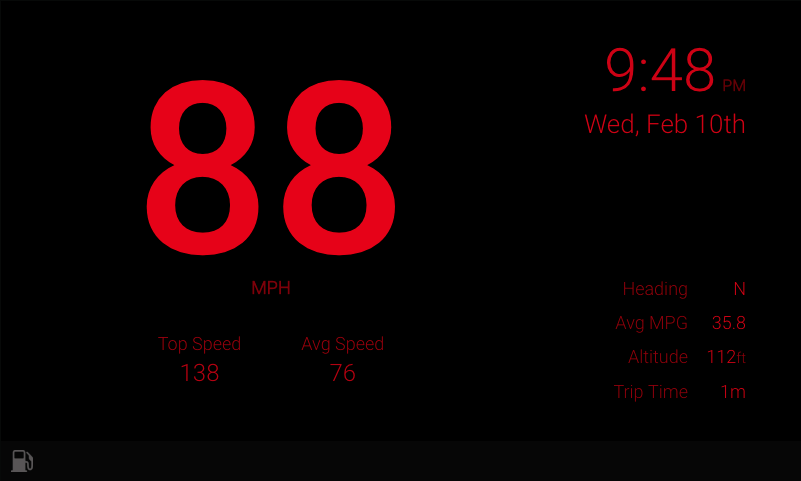 88
MPH
Top Speed Avg Speed
138 76
9:48 PM
Wed, Feb 10th
Heading N
Avg MPG 35.8
Altitude 112ft
Trip Time 1m